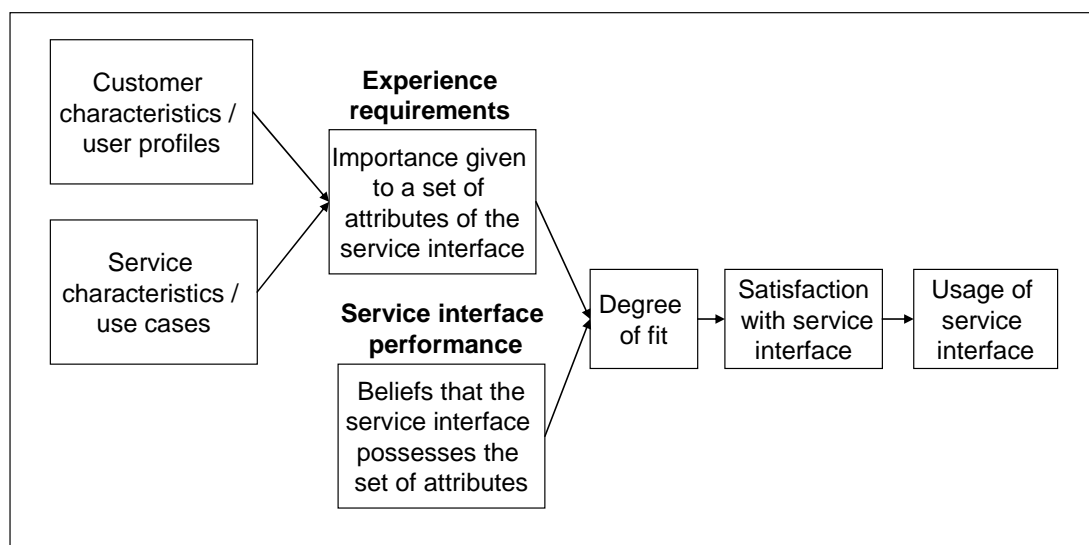 Customer
characteristics /
user profiles
Service
characteristics /
use cases
Experience
requirements
Importance given
to a set of
attributes of the
service interface
Service interface
performance
Beliefs that the
service interface
possesses the
set of attributes
Degree
of fit
Satisfaction
with service
interface
Usage of
service
interface